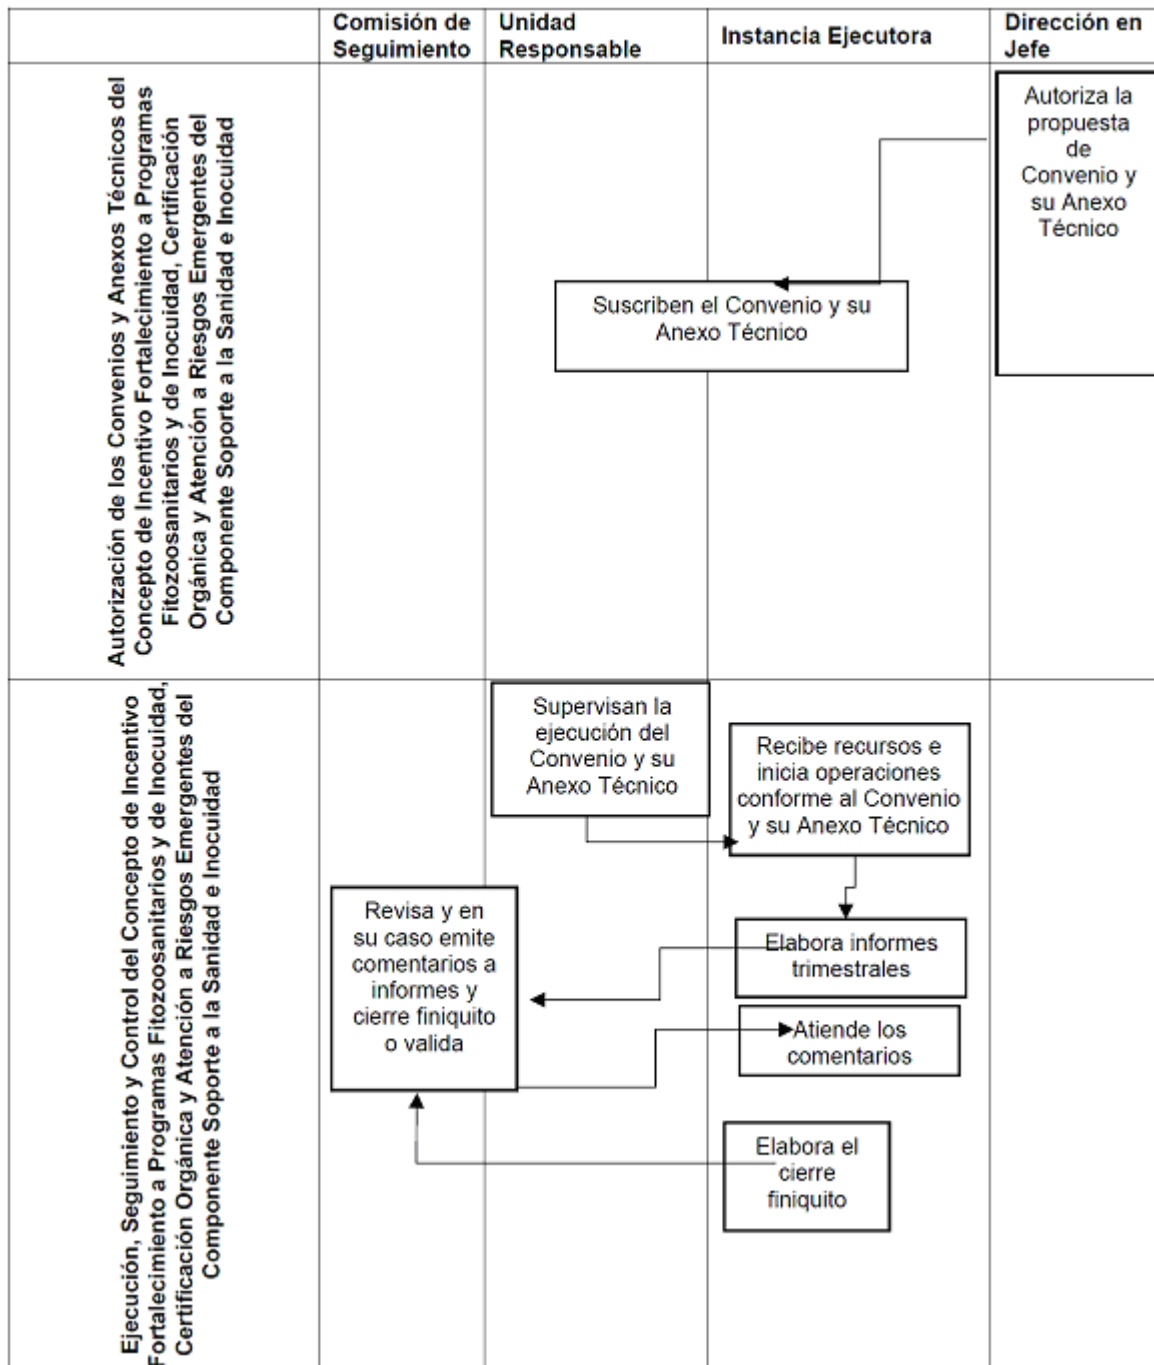 Comisión de
Seguimiento
Unidad
Responsable
Instancia Ejecutora
Dirección en
Jefe
Autorización de los Convenios y Anexos Técnicos del
Concepto de Incentivo Fortalecimiento a Programas
Fitozoosanitarios y de Inocuidad, Certificación
Orgánica y Atención a Riesgos Emergentes del
Componente Soporte a la Sanidad e Inocuidad
Autoriza la
propuesta
de
Convenio y
su Anexo
Técnico
Suscriben el Convenio y su
Anexo Técnico
Ejecución, Seguimiento y Control del Concepto de Incentivo
Fortalecimiento a Programas Fitozoosanitarios y de Inocuidad,
Certificación Orgánica y Atención a Riesgos Emergentes del
Componente Soporte a la Sanidad e Inocuidad
Supervisan la
ejecución del
Convenio y su
Anexo Técnico
Recibe recursos e
inicia operaciones
conforme al Convenio
y su Anexo Técnico
Revisa y en
su caso emite
comentarios a
informes y
cierre finiquito
o valida
Elabora informes
trimestrales
Atiende los
comentarios
Elabora el
cierre
finiquito